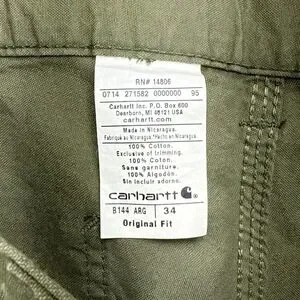 RN# 14806
0714 271582 0000000 95
Carhartt Inc. P.O. Box 600
Dearborn, MI 48121 USA
carhartt.com
Made in Nicaragua.
Fabriqué au Nicaragua *Hecho en Nicaragua.
100% Cotton.
Exclusive of trimming.
100% Coton.
Sans garniture.
100% Algodón.
Sin incluir adorno.
carhartt
B144 ARG 34
Original Fit